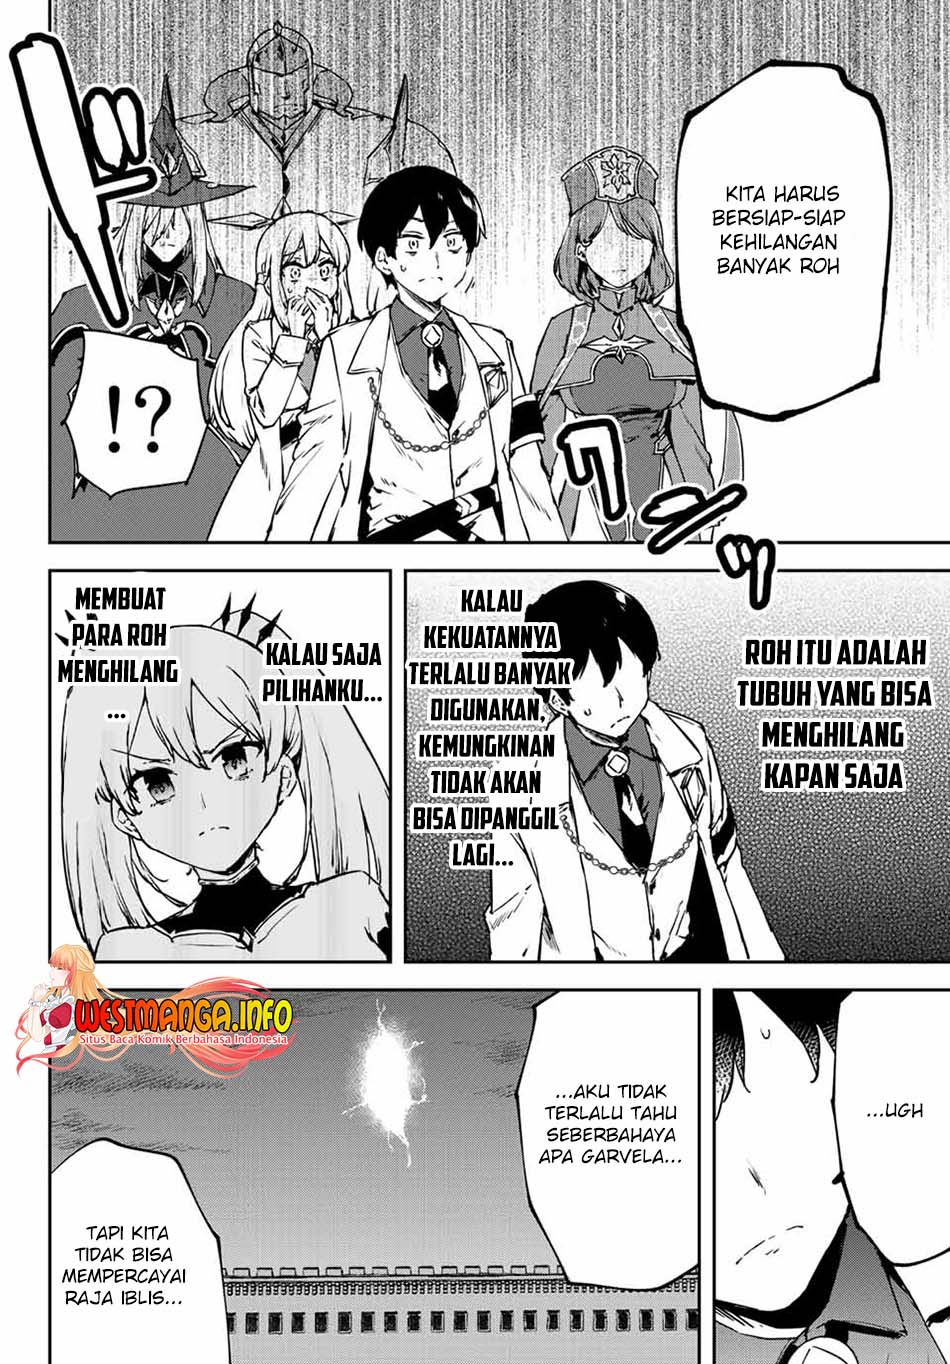 KITA HARUS
BERSIAP-SIAP
KEHILANGAN
BANYAK ROH
!?
ROH ITU ADALAH
TUBUH YANG BISA
MENGHILANG
KAPAN SAJA
KALAU
KEKUATANNYA
TERLALU BANYAK
DIGUNAKAN,
KEMUNGKINAN
TIDAK AKAN
BISA DIPANGGIL
LAGI...
KALAU SAJA
PILIHANKU...
MEMBUAT
PARA ROH
MENGHILANG
...
...UGH
...AKU TIDAK
TERLALU TAHU
SEBERBAHAYA
APA GARVELA...
TAPI KITA
TIDAK BISA
MEMPERCAYAI
RAJA IBLIS...
WESTMANGA.INFO
Situs Baca Komik Berbahasa Indonesia